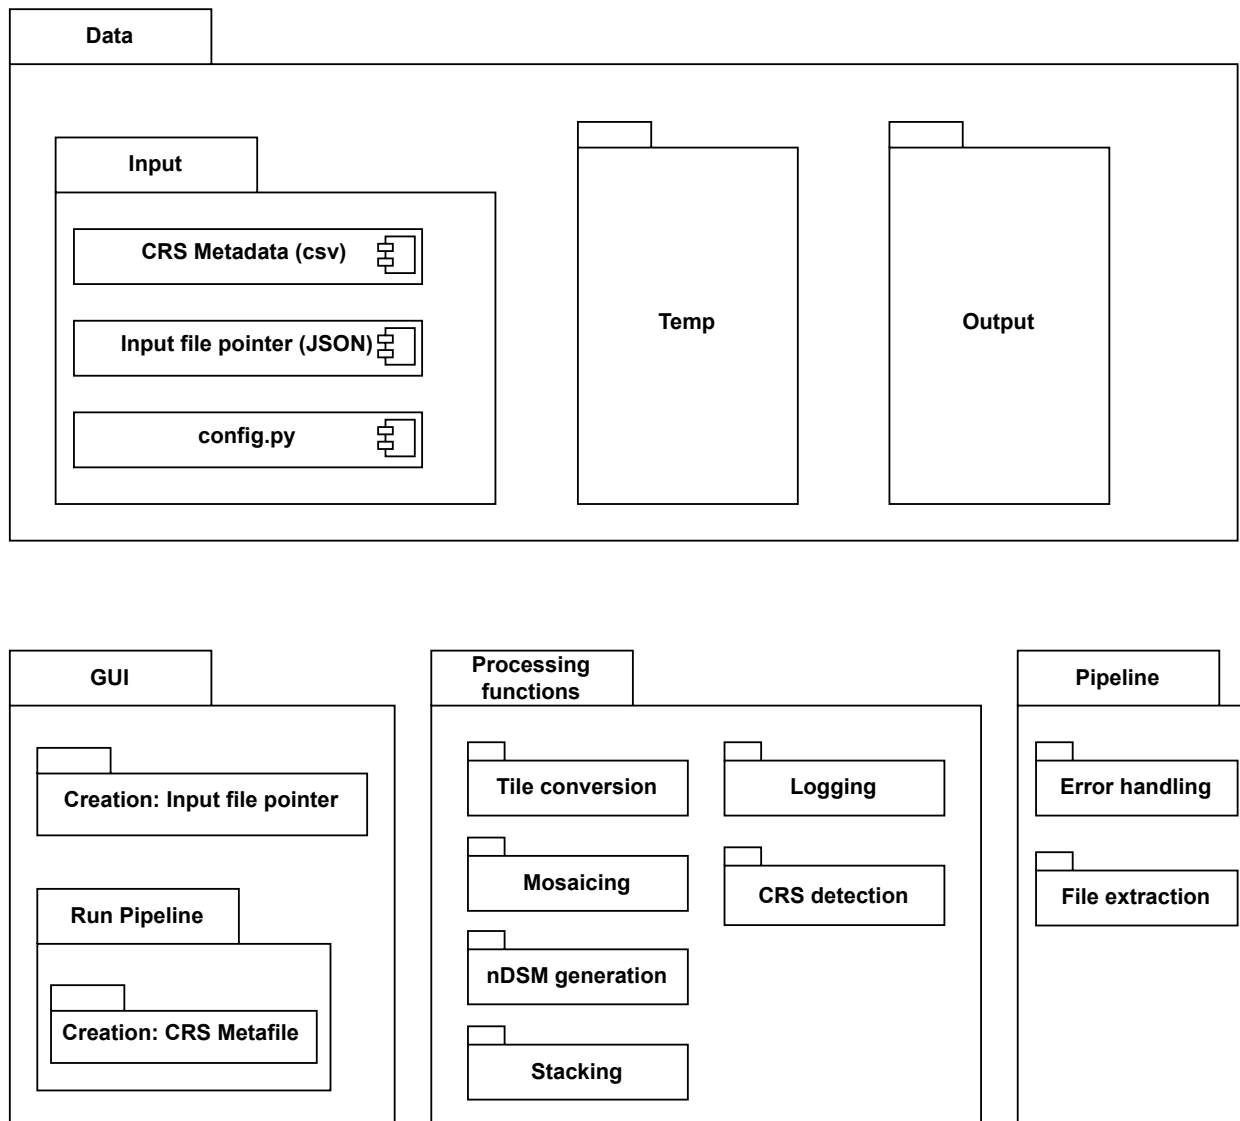 Data
Input
CRS Metadata (csv)
Input file pointer (JSON)
config.py
Temp
Output
GUI
Creation: Input file pointer
Run Pipeline
Creation: CRS Metafile
Processing
functions
Tile conversion
Mosaicing
nDSM generation
Stacking
Logging
CRS detection
Pipeline
Error handling
File extraction